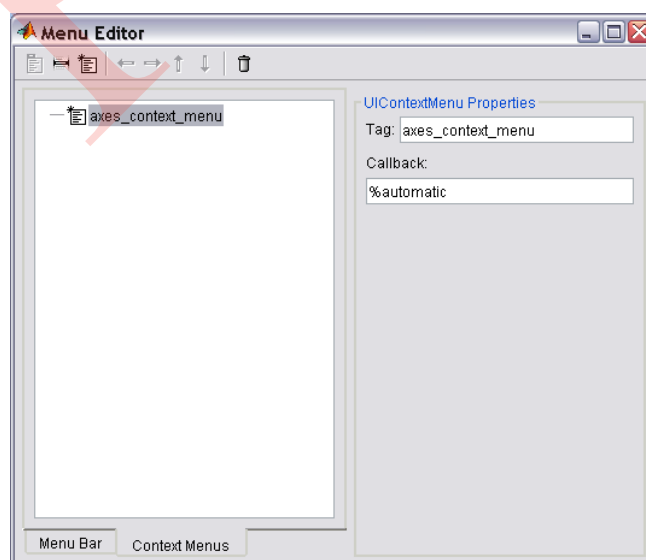 Menu Editor
axes_context_menu
UIContextMenu Properties
Tag: axes_context_menu
Callback:
%automatic
Menu Bar
Context Menus